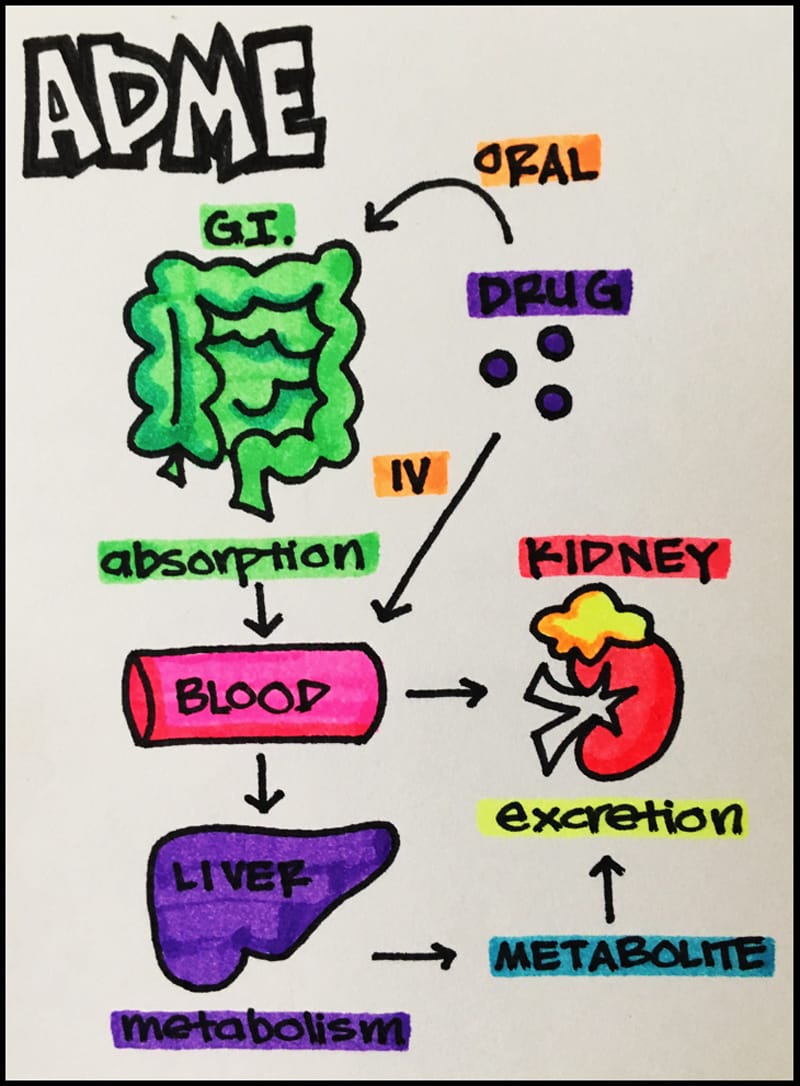 ADME
ORAL
G.I.
DRUG
IV
absorption
KIDNEY
BLOOD
excretion
LIVER
METABOLITE
metabolism